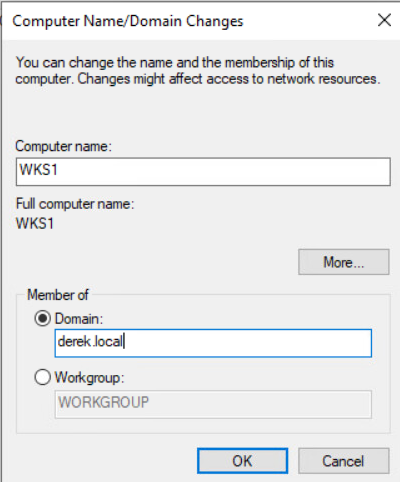 Computer Name/Domain Changes
You can change the name and the membership of this
computer. Changes might affect access to network resources.
Computer name:
WKS1
Full computer name:
WKS1
More...
Member of
Domain:
derek.local
Workgroup:
WORKGROUP
OK
Cancel